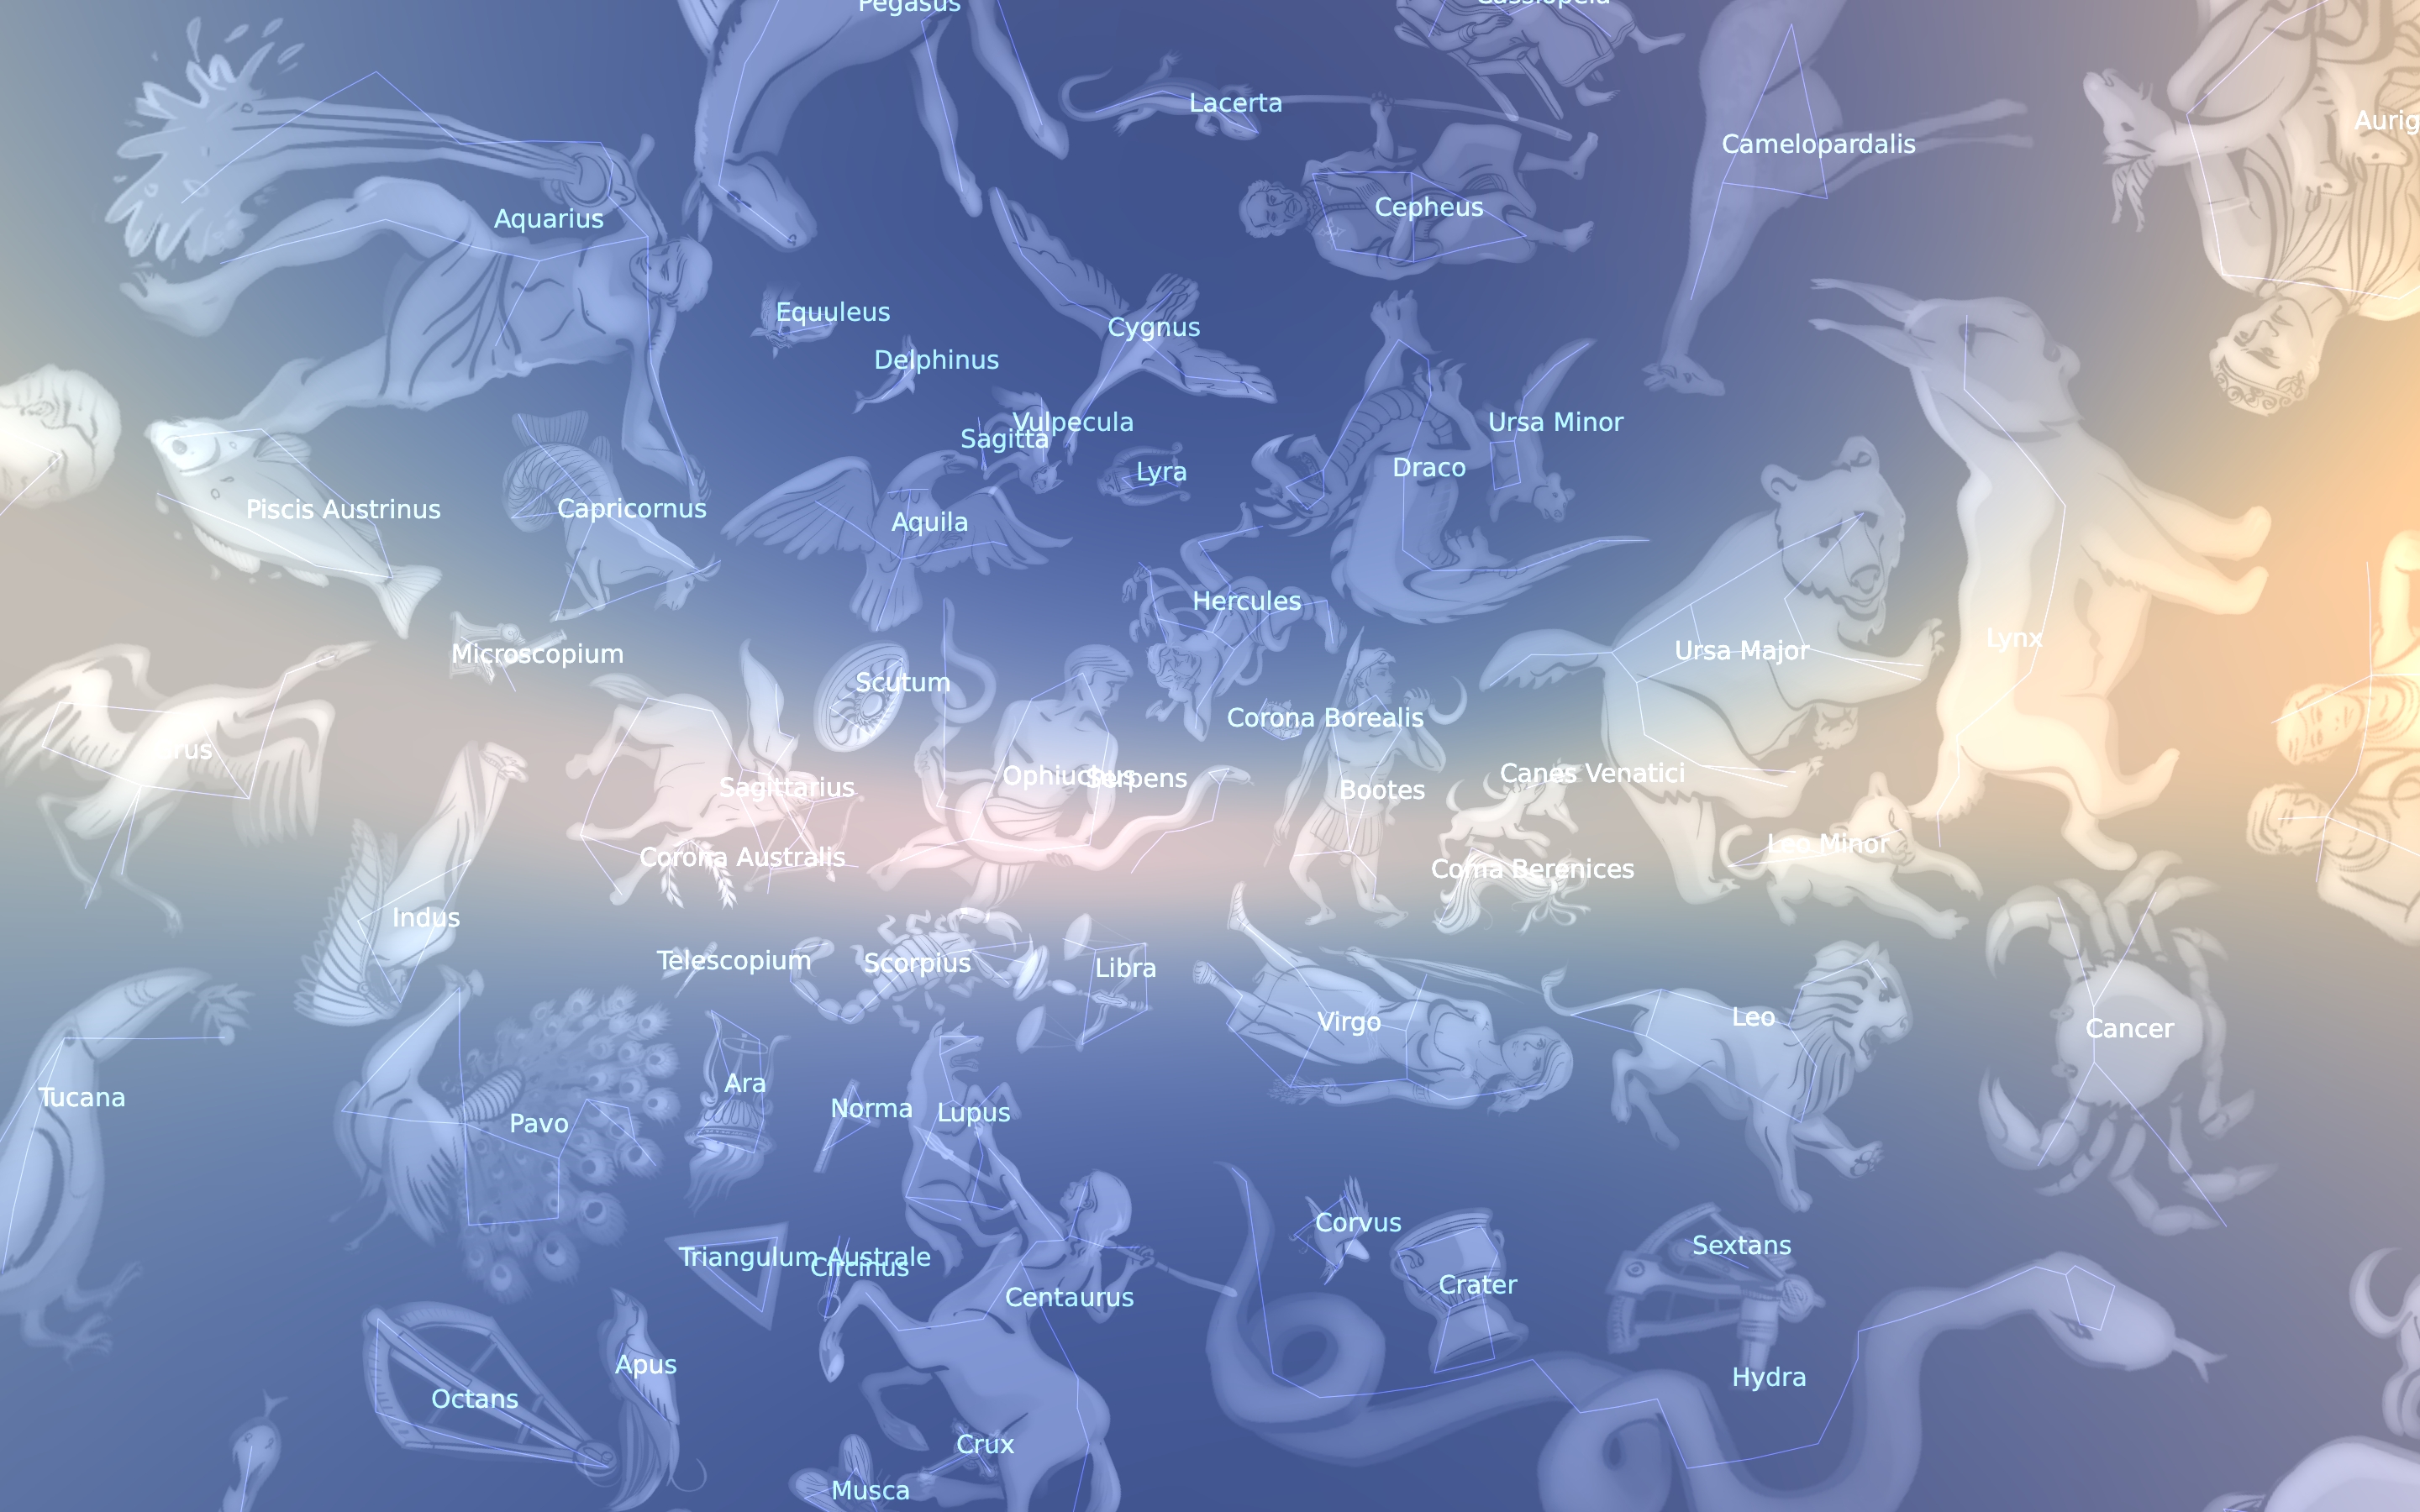 Pegasus
Cassiopeia
Lacerta
Camelopardalis
Aurig
Aquarius
Cepheus
Equuleus
Cygnus
Delphinus
Vulpecula
Ursa Minor
Sagitta
Lyra
Draco
Piscis Austrinus
Capricornus
Aquila
Hercules
Microscopium
Ursa Major
Lynx
Scutum
Corona Borealis
rus
Sagittarius
Ophiuchus
Serpens
Canes Venatici
Bootes
Corona Australis
Leo Minor
Coma Berenices
Indus
Telescopium
Scorpius
Libra
Virgo
Leo
Cancer
Tucana
Ara
Norma
Lupus
Pavo
Corvus
Sextans
Triangulum Australe
Circinus
Crater
Centaurus
Apus
Hydra
Octans
Crux
Musca